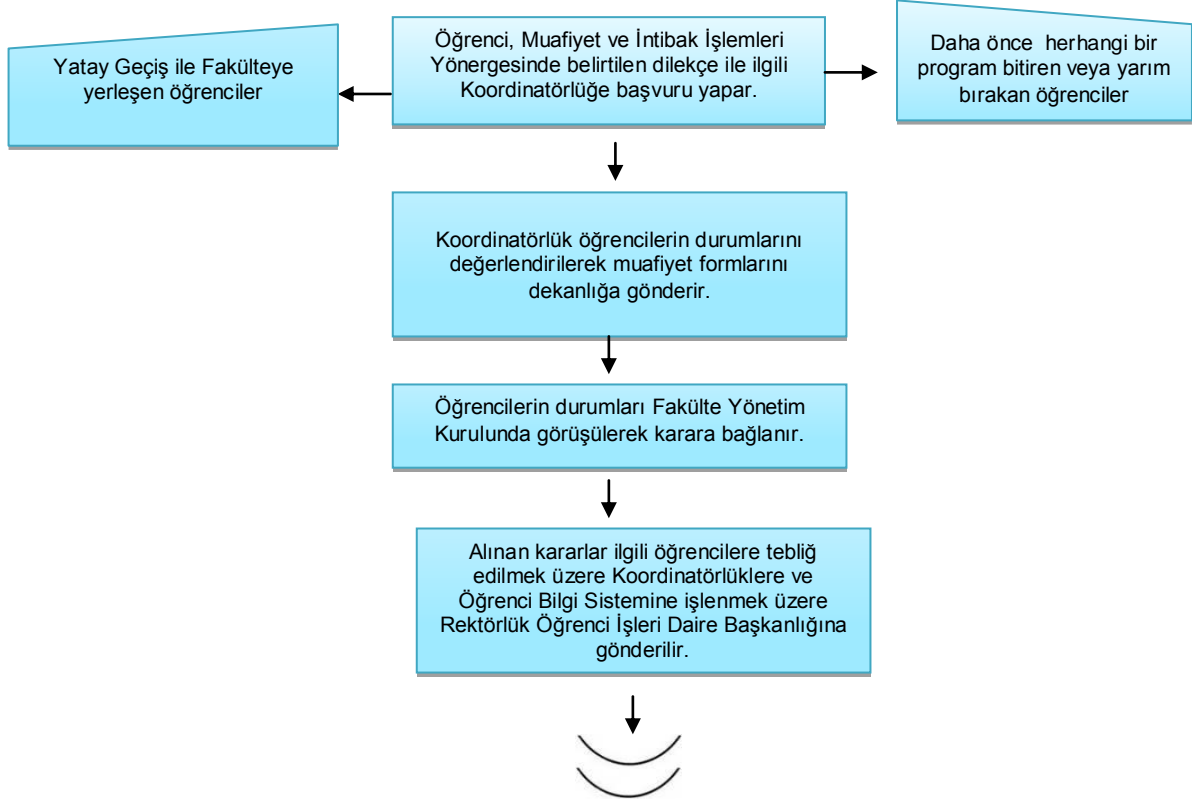 Yatay Geçiş ile Fakülteye
yerleşen öğrenciler
Öğrenci, Muafiyet ve İntibak İşlemleri
Yönergesinde belirtilen dilekçe ile ilgili
Koordinatörlüğe başvuru yapar.
Daha önce herhangi bir
program bitiren veya yarım
bırakan öğrenciler
Koordinatörlük öğrencilerin durumlarını
değerlendirilerek muafiyet formlarını
dekanlığa gönderir.
Öğrencilerin durumları Fakülte Yönetim
Kurulunda görüşülerek karara bağlanır.
Alınan kararlar ilgili öğrencilere tebliğ
edilmek üzere Koordinatörlüklere ve
Öğrenci Bilgi Sistemine işlenmek üzere
Rektörlük Öğrenci İşleri Daire Başkanlığına
gönderilir.